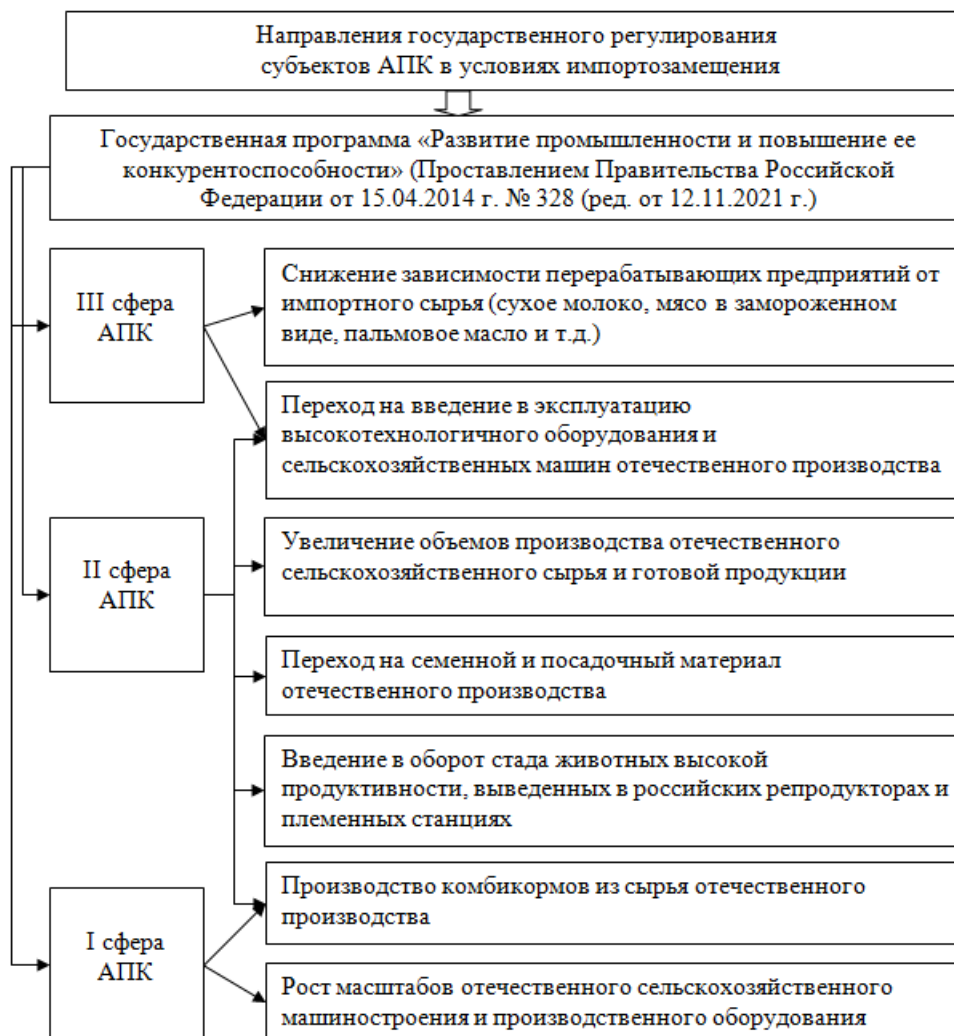 Направления государственного регулирования
субъектов АПК в условиях импортозамещения
Государственная программа «Развитие промышленности и повышение ее
конкурентоспособности» (Проставлением Правительства Российской
Федерации от 15.04.2014 г. № 328 (ред. от 12.11.2021 г.)
III сфера
АПК
Снижение зависимости перерабатывающих предприятий от
импортного сырья (сухое молоко, мясо в замороженном
виде, пальмовое масло и т.д.)
Переход на введение в эксплуатацию
высокотехнологичного оборудования и
сельскохозяйственных машин отечественного производства
II сфера
АПК
Увеличение объемов производства отечественного
сельскохозяйственного сырья и готовой продукции
Переход на семенной и посадочный материал
отечественного производства
Введение в оборот стада животных высокой
продуктивности, выведенных в российских репродукторах и
племенных станциях
I сфера
АПК
Производство комбикормов из сырья отечественного
производства
Рост масштабов отечественного сельскохозяйственного
машиностроения и производственного оборудования